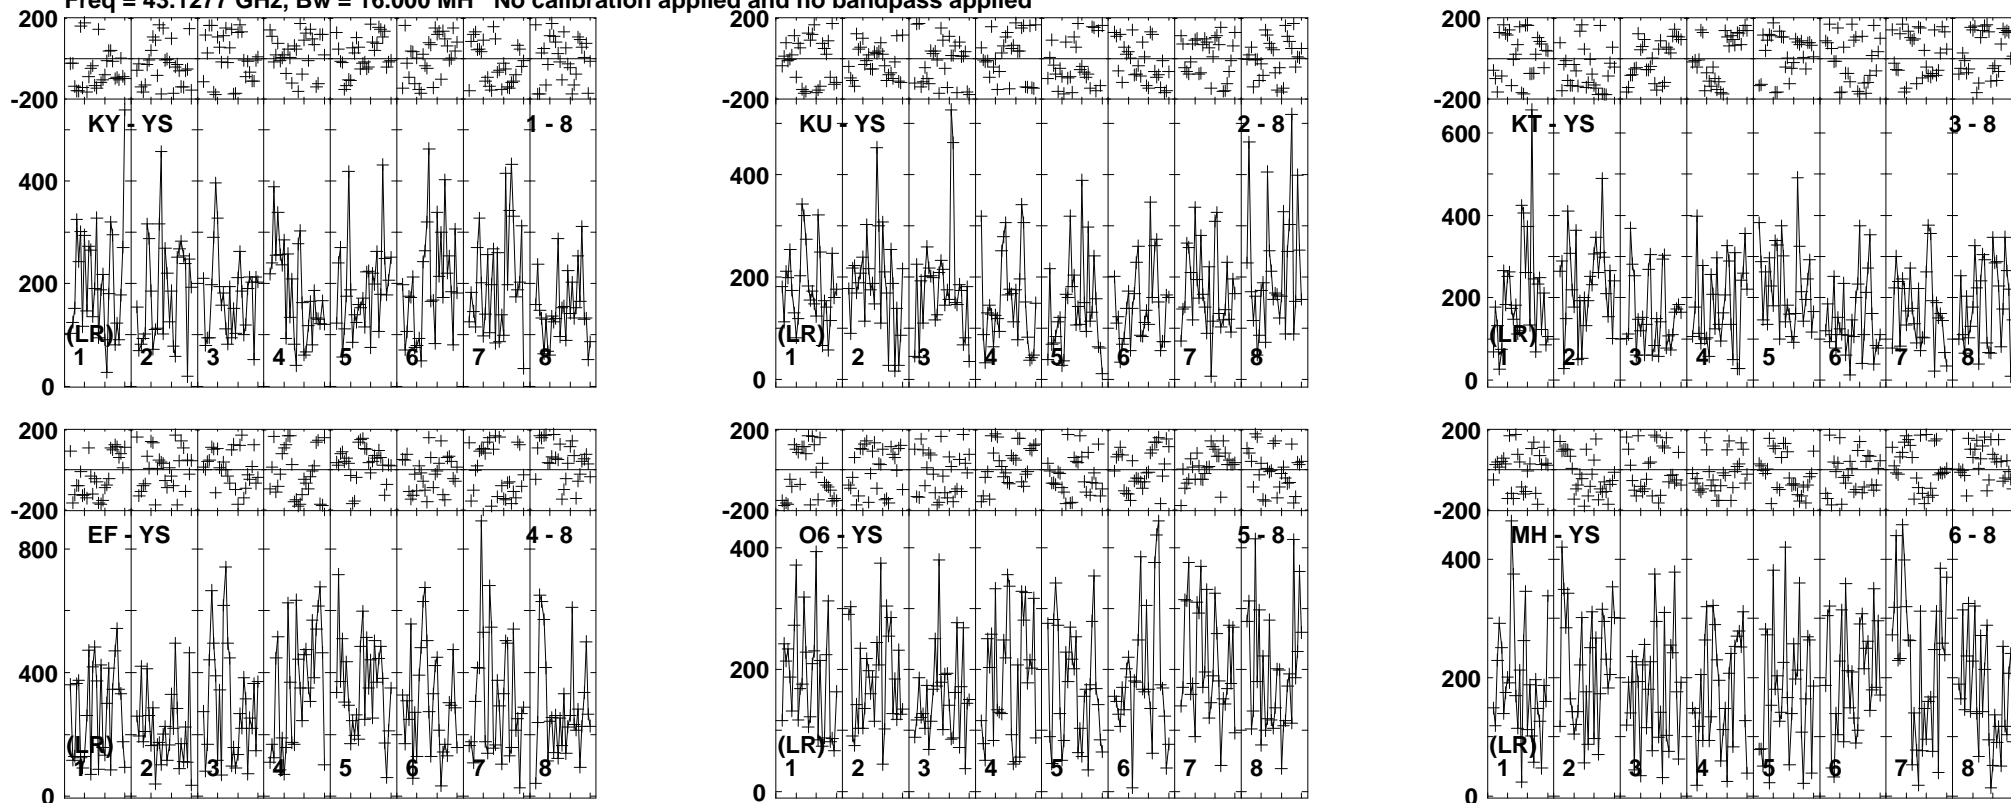 Freq = 43.1277 GHz, Bw = 16.000 MH No calibration applied and no bandpass applied
200
-200
KY - YS 1 - 8
400
200
0
(LR)
1 2 3 4 5 6 7 8
200
-200
KU - YS 2 - 8
400
200
0
(LR)
1 2 3 4 5 6 7 8
200
-200
KT - YS 3 - 8
600
400
200
0
(LR)
1 2 3 4 5 6 7 8
200
-200
EF - YS 4 - 8
800
400
0
(LR)
1 2 3 4 5 6 7 8
200
-200
O6 - YS 5 - 8
400
200
0
(LR)
1 2 3 4 5 6 7 8
200
-200
MH - YS 6 - 8
400
200
0
(LR)
1 2 3 4 5 6 7 8